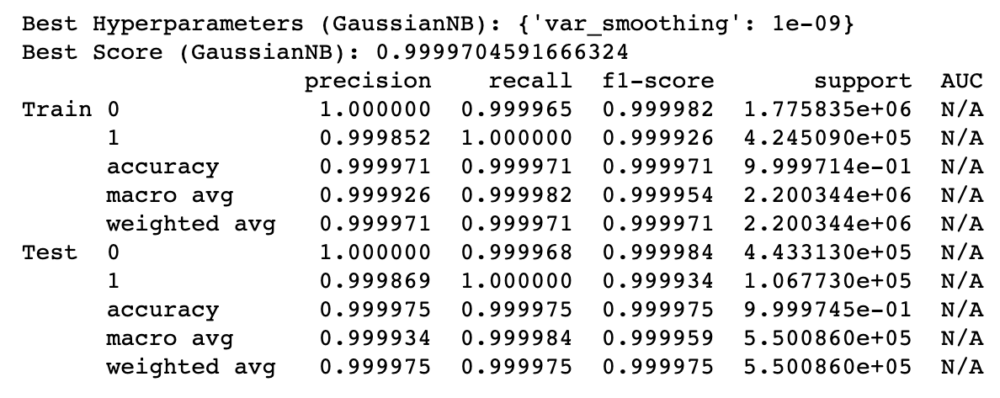 Best Hyperparameters (GaussianNB): {'var_smoothing': 1e-09}
Best Score (GaussianNB): 0.9999704591666324
precision recall f1-score support AUC
Train 0 1.000000 0.999965 0.999982 1.775835e+06 N/A
1 0.999852 1.000000 0.999926 4.245090e+05 N/A
accuracy 0.999971 0.999971 0.999971 9.999714e-01 N/A
macro avg 0.999926 0.999982 0.999954 2.200344e+06 N/A
weighted avg 0.999971 0.999971 0.999971 2.200344e+06 N/A
Test 0 1.000000 0.999968 0.999984 4.433130e+05 N/A
1 0.999869 1.000000 0.999934 1.067730e+05 N/A
accuracy 0.999975 0.999975 0.999975 9.999745e-01 N/A
macro avg 0.999934 0.999984 0.999959 5.500860e+05 N/A
weighted avg 0.999975 0.999975 0.999975 5.500860e+05 N/A